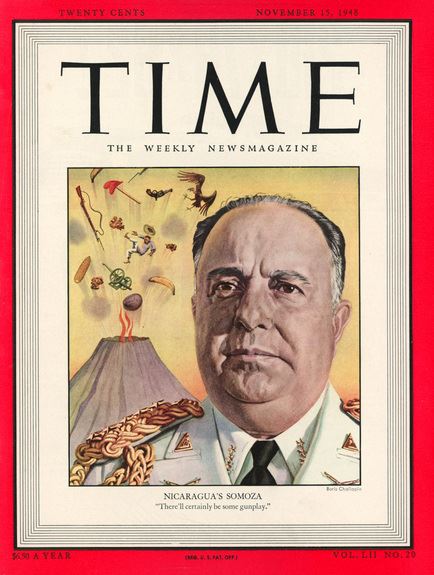 TWENTY CENTS NOVEMBER 15, 1948
TIME
THE WEEKLY NEWSMAGAZINE
Boris Chaliapin
NICARAGUA'S SOMOZA
"There'll certainly be some gunplay."
$6.50 A YEAR (REG. U.S. PAT. OFF.) VOL. LII NO. 20